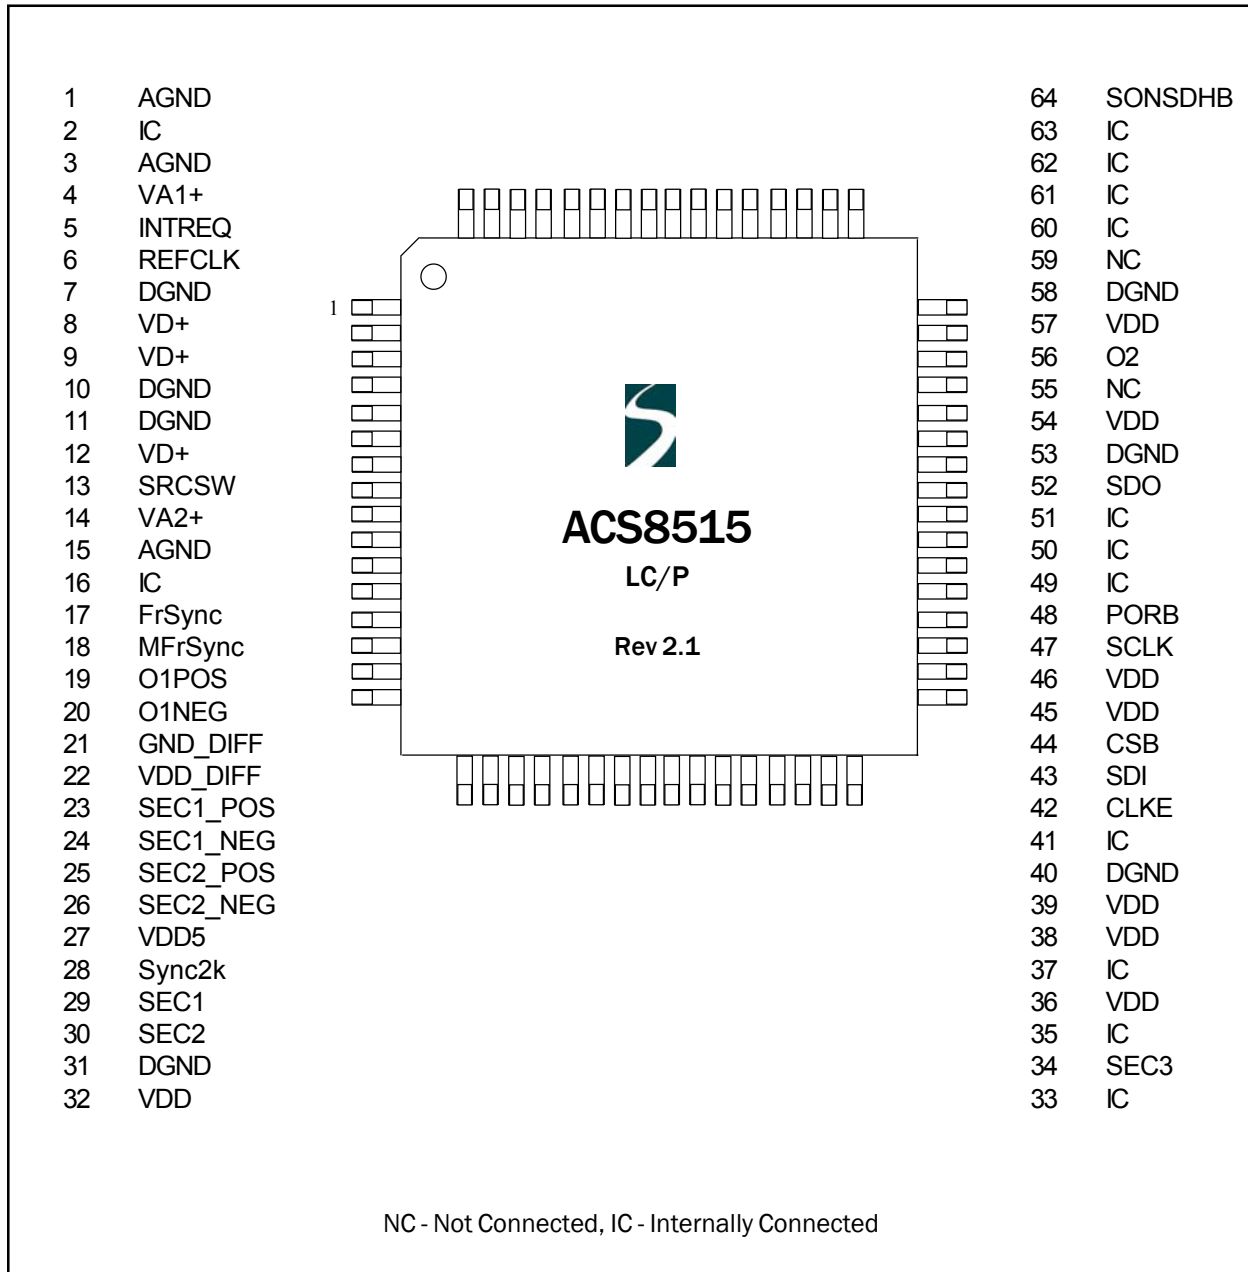 1 AGND
2 IC
3 AGND
4 VA1+
5 INTREQ
6 REFCLK
7 DGND
8 VD+
9 VD+
10 DGND
11 DGND
12 VD+
13 SRCSW
14 VA2+
15 AGND
16 IC
17 FrSync
18 MFrSync
19 O1POS
20 O1NEG
21 GND_DIFF
22 VDD_DIFF
23 SEC1_POS
24 SEC1_NEG
25 SEC2_POS
26 SEC2_NEG
27 VDD5
28 Sync2k
29 SEC1
30 SEC2
31 DGND
32 VDD
1
ACS8515
LC/P
Rev 2.1
64 SONSDHB
63 IC
62 IC
61 IC
60 IC
59 NC
58 DGND
57 VDD
56 O2
55 NC
54 VDD
53 DGND
52 SDO
51 IC
50 IC
49 IC
48 PORB
47 SCLK
46 VDD
45 VDD
44 CSB
43 SDI
42 CLKE
41 IC
40 DGND
39 VDD
38 VDD
37 IC
36 VDD
35 IC
34 SEC3
33 IC
NC - Not Connected, IC - Internally Connected